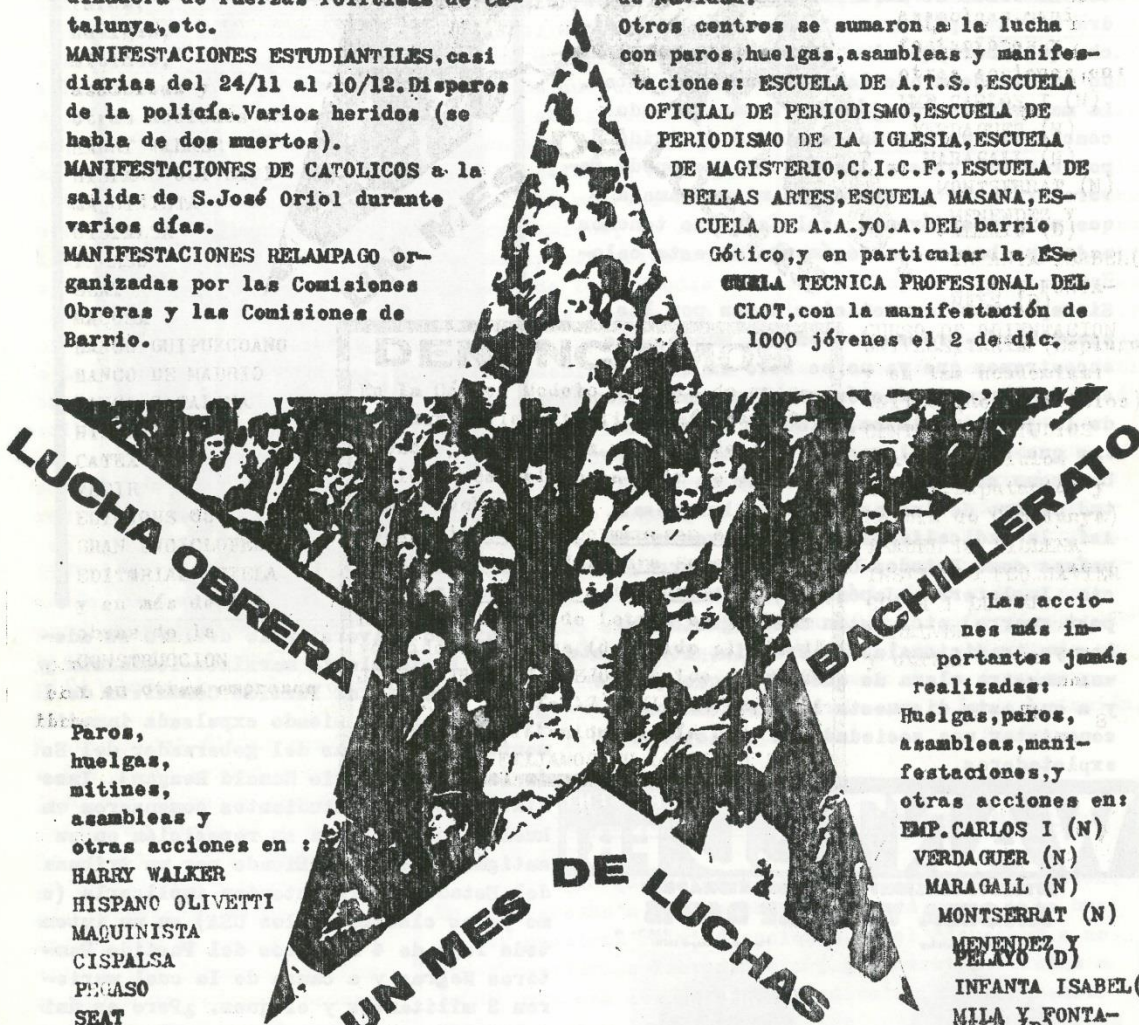 talunya,etc.
MANIFESTACIONES ESTUDIANTILES,casi
diarias del 24/11 al 10/12.Disparos
de la policía.Varios heridos (se
habla de dos muertos).
MANIFESTACIONES DE CATOLICOS a la
salida de S.José Oriol durante
varios días.
MANIFESTACIONES RELAMPAGO or-
ganizadas por las Comisiones
Obreras y las Comisiones de
Barrio.
Otros centros se sumaron a la lucha
con paros,huelgas,asambleas y manifes-
taciones: ESCUELA DE A.T.S.,ESCUELA
OFICIAL DE PERIODISMO,ESCUELA DE
PERIODISMO DE LA IGLESIA,ESCUELA
DE MAGISTERIO,C.I.C.F.,ESCUELA DE
BELLAS ARTES,ESCUELA MASANA,ES-
CUELA DE A.A.yO.A.DEL barrio
Gótico,y en particular la ES-
CUELA TECNICA PROFESIONAL DEL
CLOT,con la manifestación de
1000 jóvenes el 2 de dic.
LUCHA OBRERA
BACHILLERATO
Paros,
huelgas,
mitines,
asambleas y
otras acciones en :
HARRY WALKER
HISPANO OLIVETTI
MAQUINISTA
CISPALSA
PEGASO
SEAT
UN MES DE LUCHAS
Las accio-
nes más im-
portantes jamás
realizadas:
Huelgas,paros,
asambleas,mani-
festaciones,y
otras acciones en:
EMP.CARLOS I (N)
VERDAGUER (N)
MARAGALL (N)
MONTSERRAT (N)
MENENDEZ Y
PELAYO (D)
INFANTA ISABEL(
MILA Y FONTA-